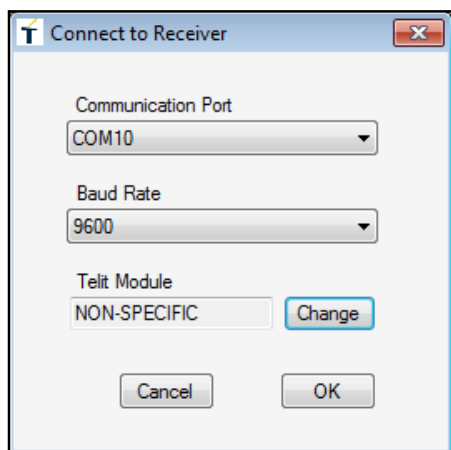 Connect to Receiver
Communication Port
COM10
Baud Rate
9600
Telit Module
NON-SPECIFIC Change
Cancel OK